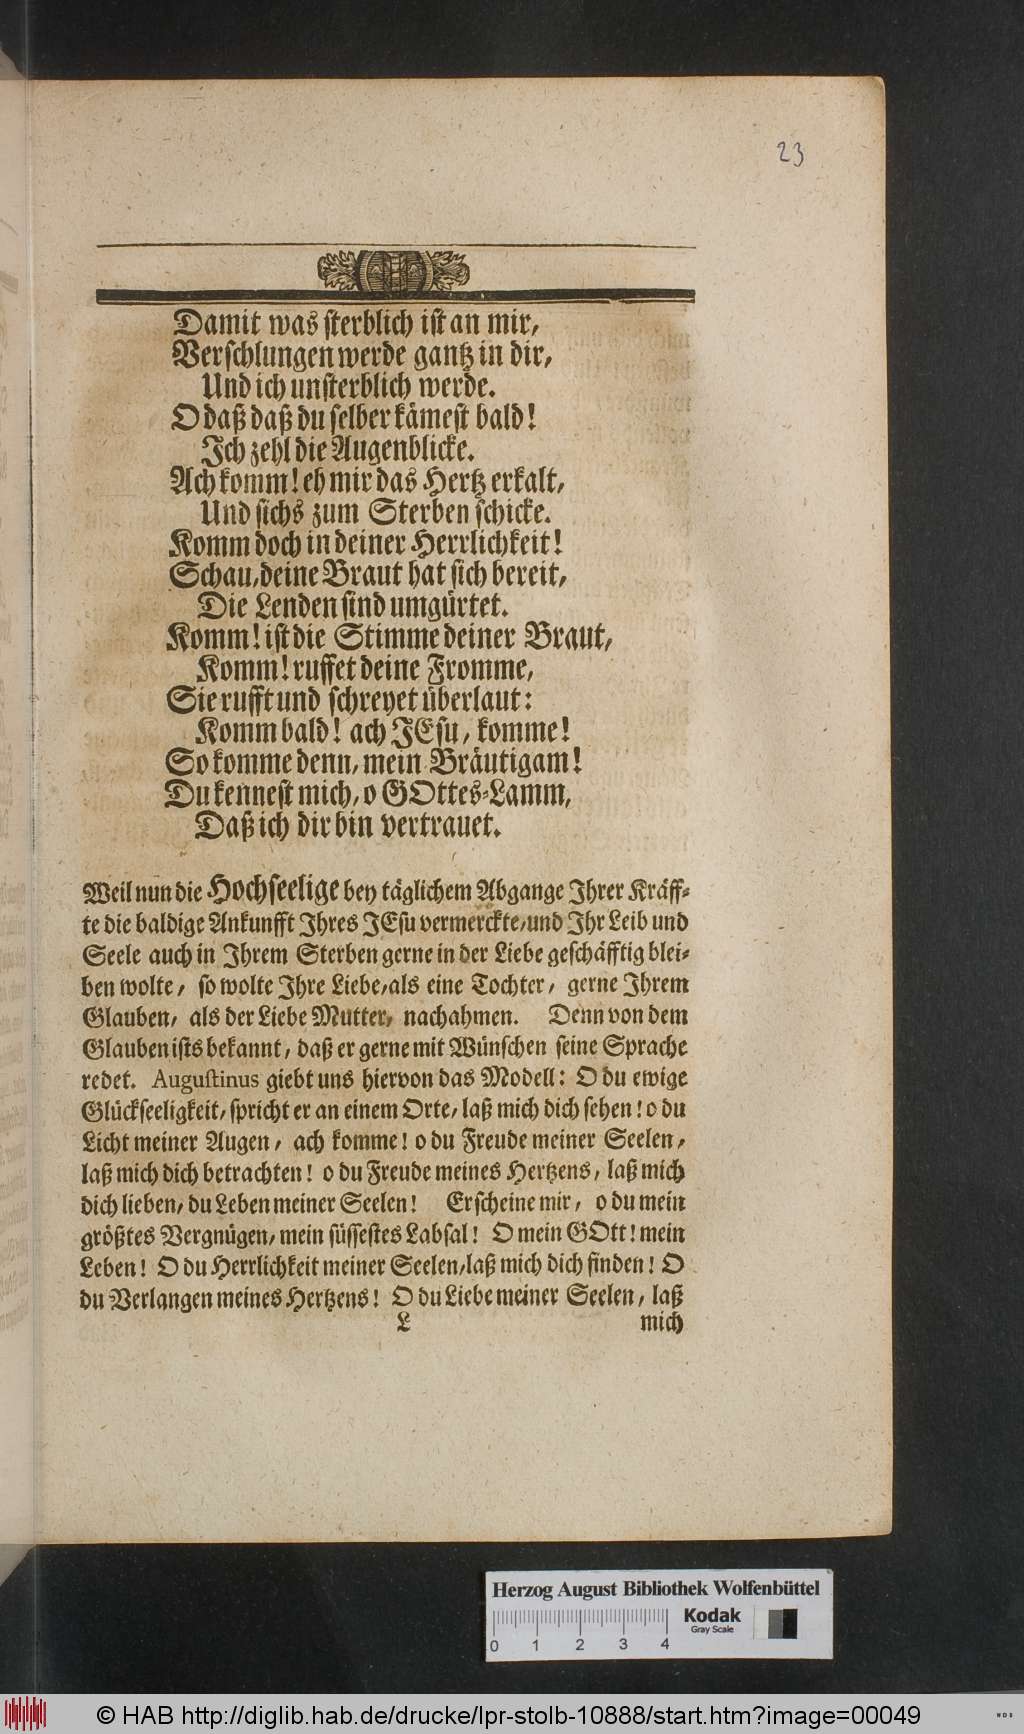 23
Damit was sterblich ist an mir,
Verschlungen werde gantz in dir,
Und ich unsterblich werde.
O daß daß du selber kämest bald!
Ich zehl die Augenblicke.
Ach komm! eh mir das Hertz erkalt,
Und sichs zum Sterben schicke.
Komm doch in deiner Herrlichkeit!
Schau, deine Braut hat sich bereit,
Die Lenden sind umgürtet.
Komm! ist die Stimme deiner Braut,
Komm! ruffet deine Fromme,
Sie rufft und schreyet überlaut:
Komm bald! ach JEsu, komme!
So komme denn, mein Bräutigam!
Du kennest mich, o GOttes-Lamm,
Daß ich dir bin vertrauet.
Weil nun die Hochseelige bey täglichem Abgange Ihrer Kräff-
te die baldige Ankunfft Ihres JEsu vermerckte, und Ihr Leib und
Seele auch in Ihrem Sterben gerne in der Liebe geschäfftig blei-
ben wolte, so wolte Ihre Liebe, als eine Tochter, gerne Ihrem
Glauben, als der Liebe Mutter, nachahmen. Denn von dem
Glauben ists bekannt, daß er gerne mit Wünschen seine Sprache
redet. Augustinus giebt uns hiervon das Modell: O du ewige
Glückseeligkeit, spricht er an einem Orte, laß mich dich sehen! o du
Licht meiner Augen, ach komme! o du Freude meiner Seelen,
laß mich dich betrachten! o du Freude meines Hertzens, laß mich
dich lieben, du Leben meiner Seelen! Erscheine mir, o du mein
größtes Vergnügen, mein süssestes Labsal! O mein GOtt! mein
Leben! O du Herrlichkeit meiner Seelen, laß mich dich finden! O
du Verlangen meines Hertzens! O du Liebe meiner Seelen, laß
L mich
Herzog August Bibliothek Wolfenbüttel
Kodak
Gray Scale
0 1 2 3 4
© HAB http://diglib.hab.de/drucke/lpr-stolb-10888/start.htm?image=00049